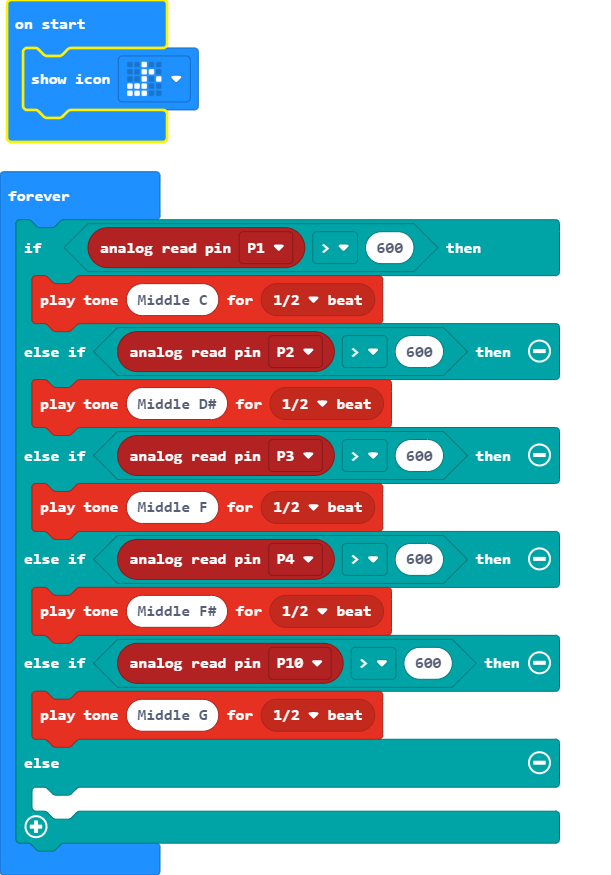 on start
show icon
forever
if analog read pin P1 > 600 then
play tone Middle C for 1/2 beat
else if analog read pin P2 > 600 then
play tone Middle D# for 1/2 beat
else if analog read pin P3 > 600 then
play tone Middle F for 1/2 beat
else if analog read pin P4 > 600 then
play tone Middle F# for 1/2 beat
else if analog read pin P10 > 600 then
play tone Middle G for 1/2 beat
else